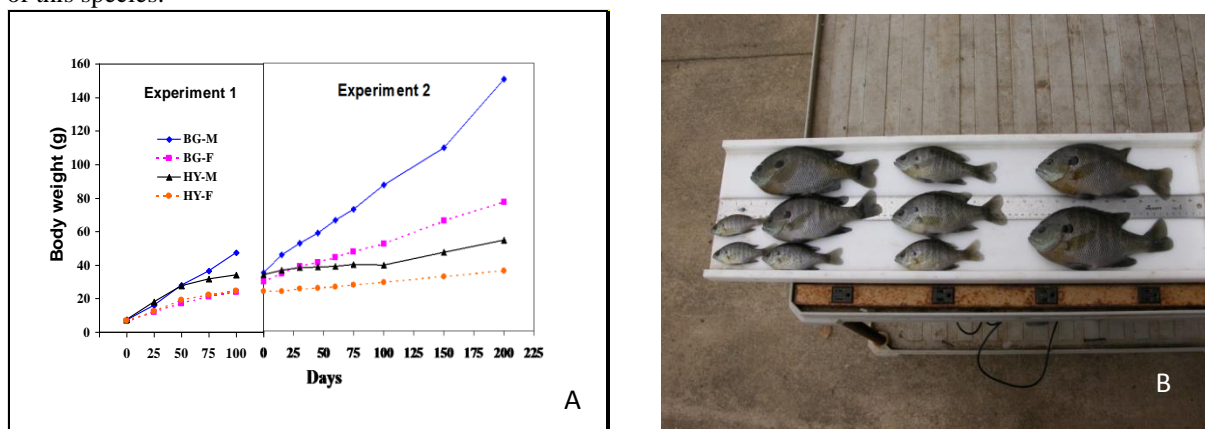 of this species.
Experiment 1
Experiment 2
Body weight (g)
160
140
120
100
80
60
40
20
0
BG-M
BG-F
HY-M
HY-F
0 25 50 75 100
0 25 50 75 100 125 150 175 200 225
Days
A
B